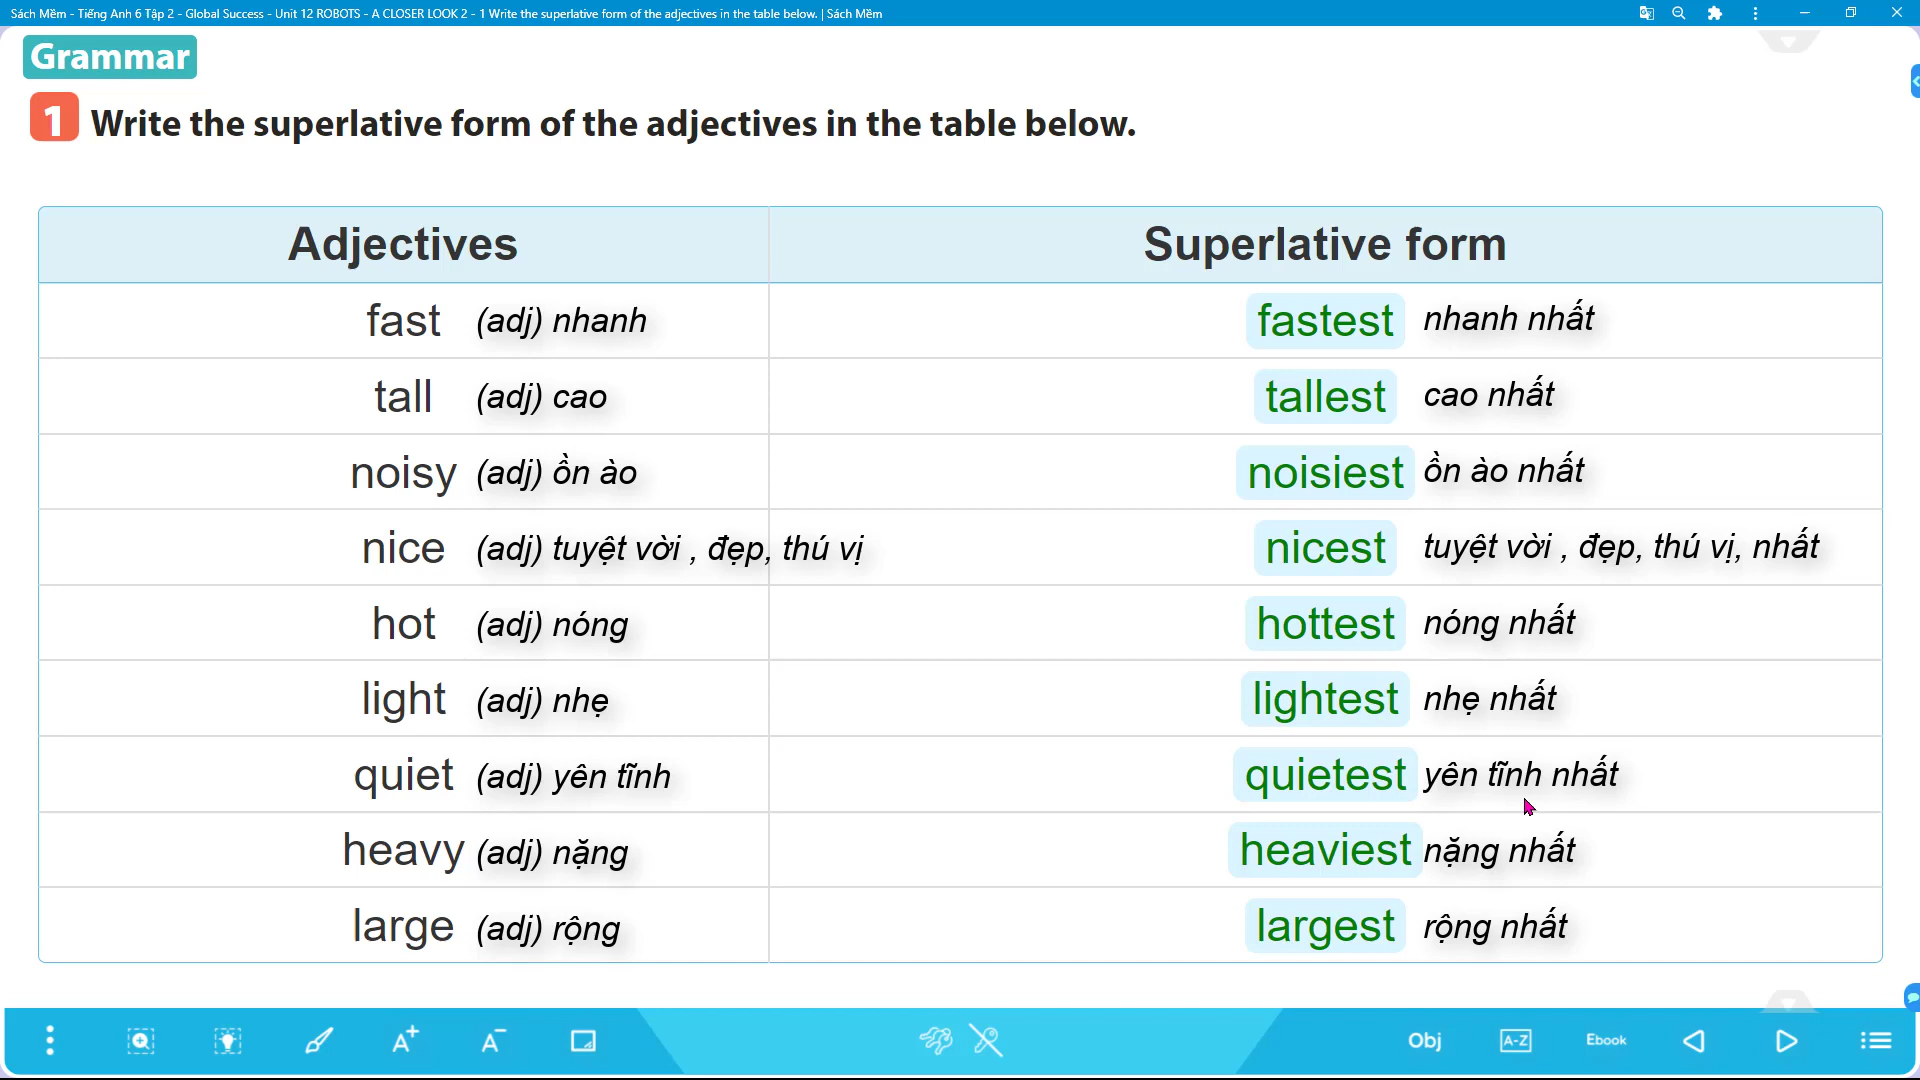 Sách Mềm - Tiếng Anh 6 Tập 2 - Global Success - Unit 12 ROBOTS - A CLOSER LOOK 2 - 1 Write the superlative form of the adjectives in the table below. | Sách Mềm
Grammar
1 Write the superlative form of the adjectives in the table below.
Adjectives Superlative form
fast (adj) nhanh fastest nhanh nhất
tall (adj) cao tallest cao nhất
noisy (adj) ồn ào noisiest ồn ào nhất
nice (adj) tuyệt vời , đẹp, thú vị nicest tuyệt vời , đẹp, thú vị, nhất
hot (adj) nóng hottest nóng nhất
light (adj) nhẹ lightest nhẹ nhất
quiet (adj) yên tĩnh quietest yên tĩnh nhất
heavy (adj) nặng heaviest nặng nhất
large (adj) rộng largest rộng nhất
A+ A- Obj A-Z Ebook